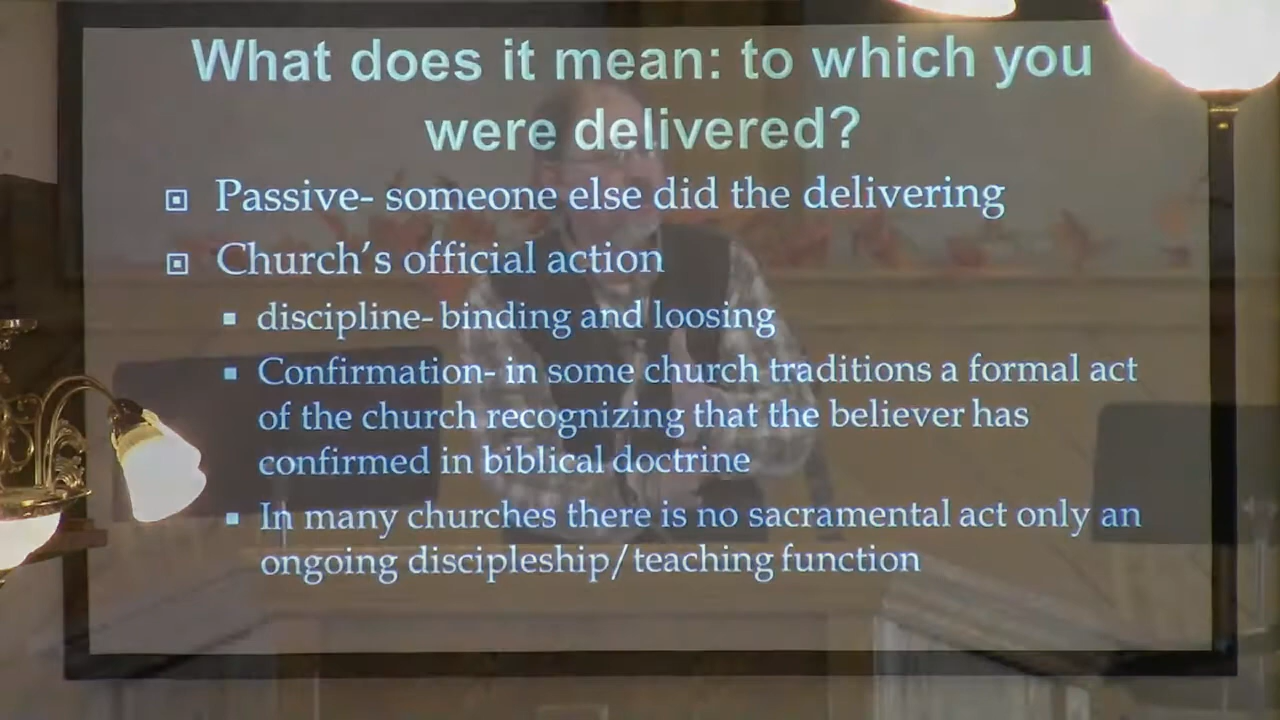 What does it mean: to which you
were delivered?
Passive- someone else did the delivering
Church's official action
discipline- binding and loosing
Confirmation- in some church traditions a formal act
of the church recognizing that the believer has
confirmed in biblical doctrine
In many churches there is no sacramental act only an
ongoing discipleship/teaching function